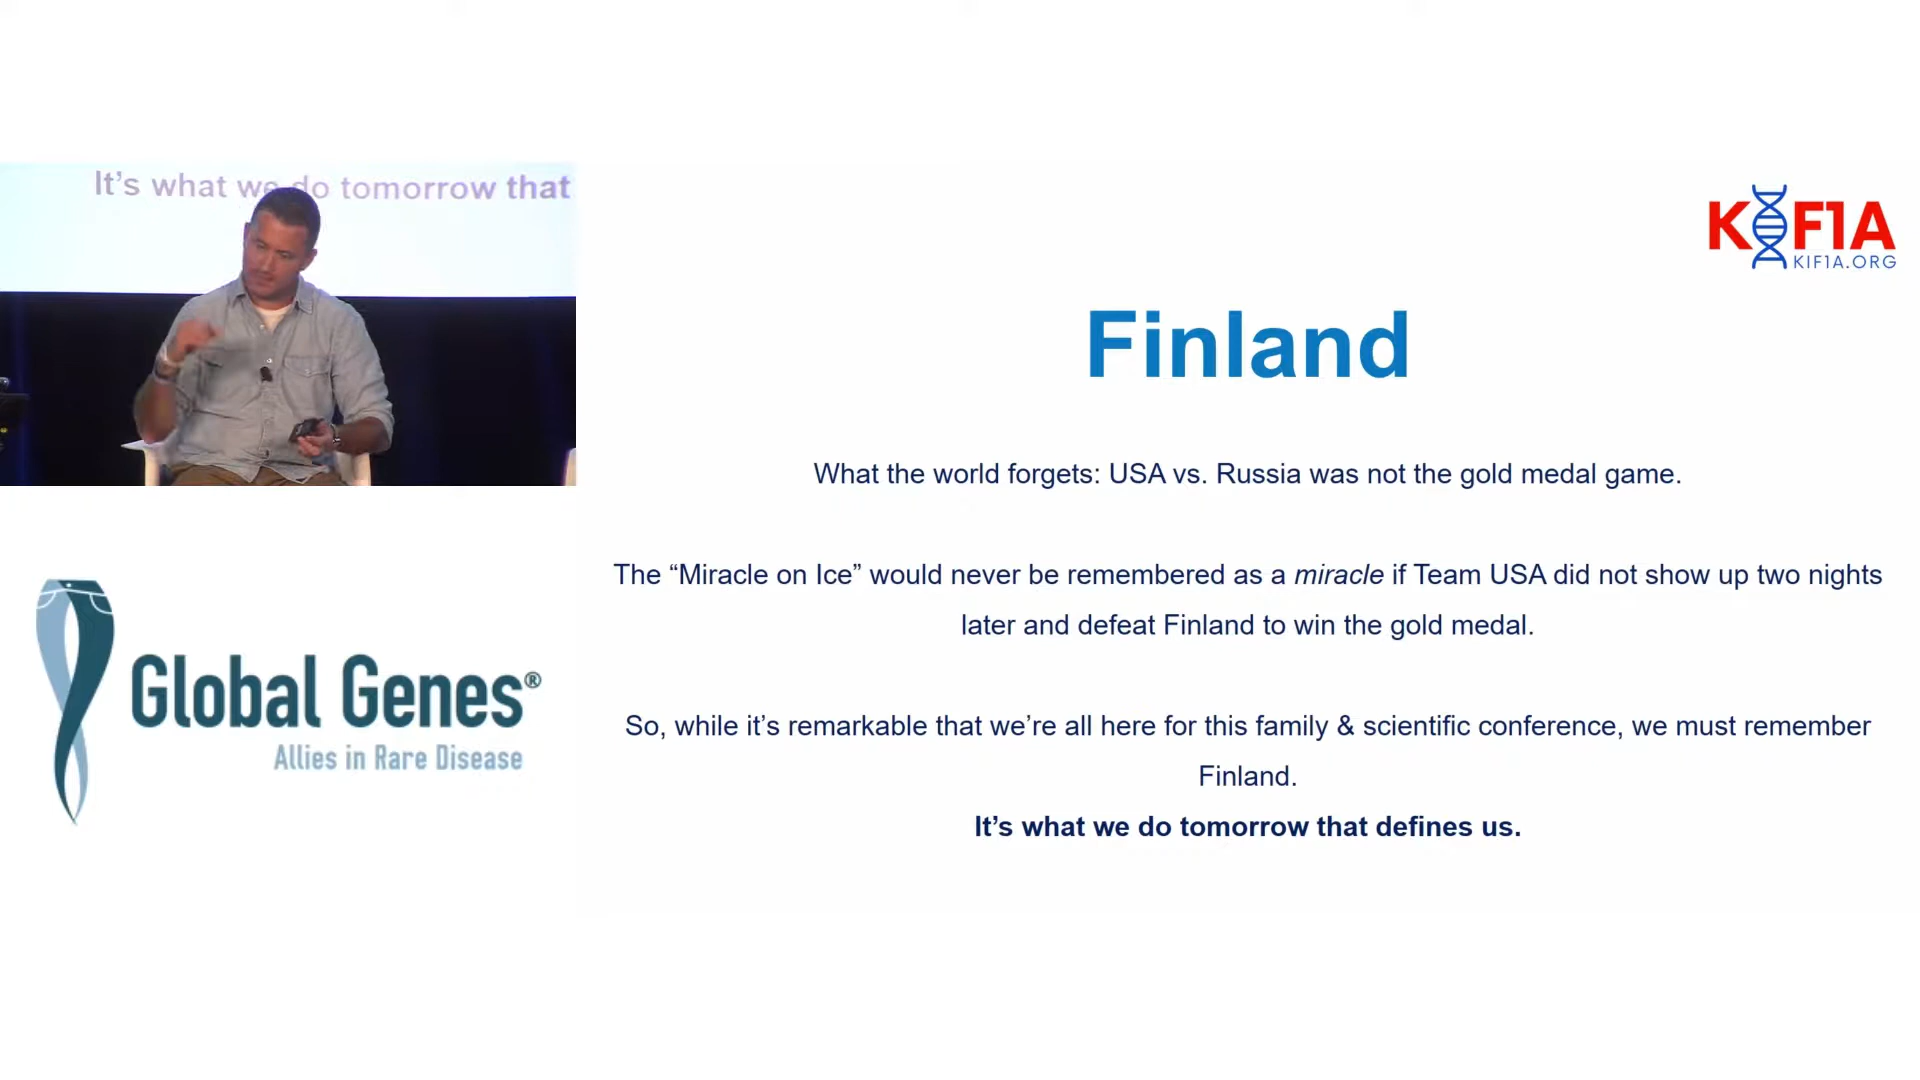 It's what we do tomorrow that
KIF1A
KIF1A.ORG
Finland
What the world forgets: USA vs. Russia was not the gold medal game.
The “Miracle on Ice” would never be remembered as a miracle if Team USA did not show up two nights
later and defeat Finland to win the gold medal.
So, while it’s remarkable that we’re all here for this family & scientific conference, we must remember
Finland.
It’s what we do tomorrow that defines us.
Global Genes®
Allies in Rare Disease